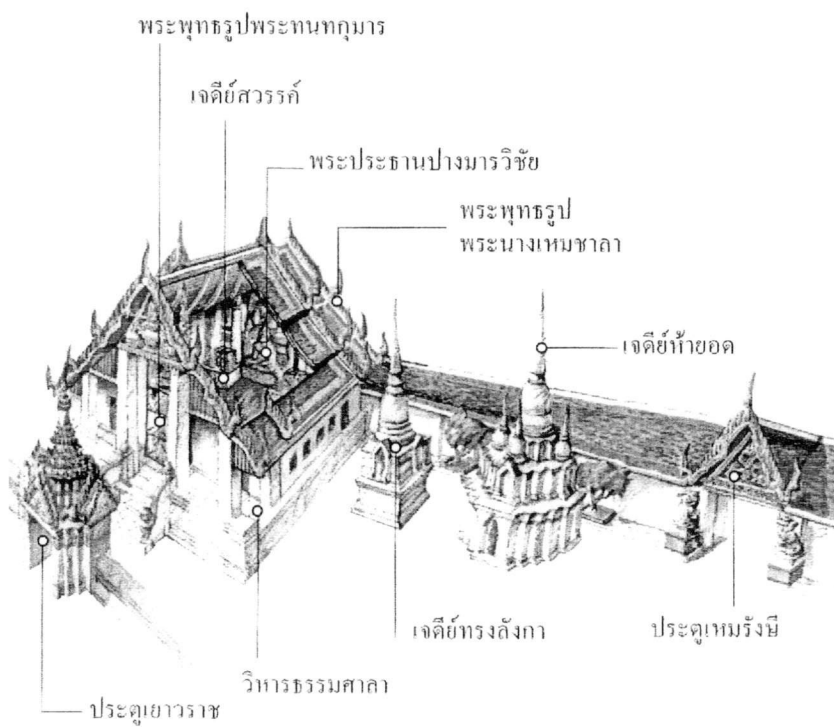 พระพุทธรูปพระทนทกุมาร
เจดีย์สวรรค์
พระประธานปางมารวิชัย
พระพุทธรูป
พระนางเหมชาลา
เจดีย์ห้ายอด
เจดีย์ทรงลังกา
ประตูเหมรังษี
วิหารธรรมศาลา
ประตูเยาวราช